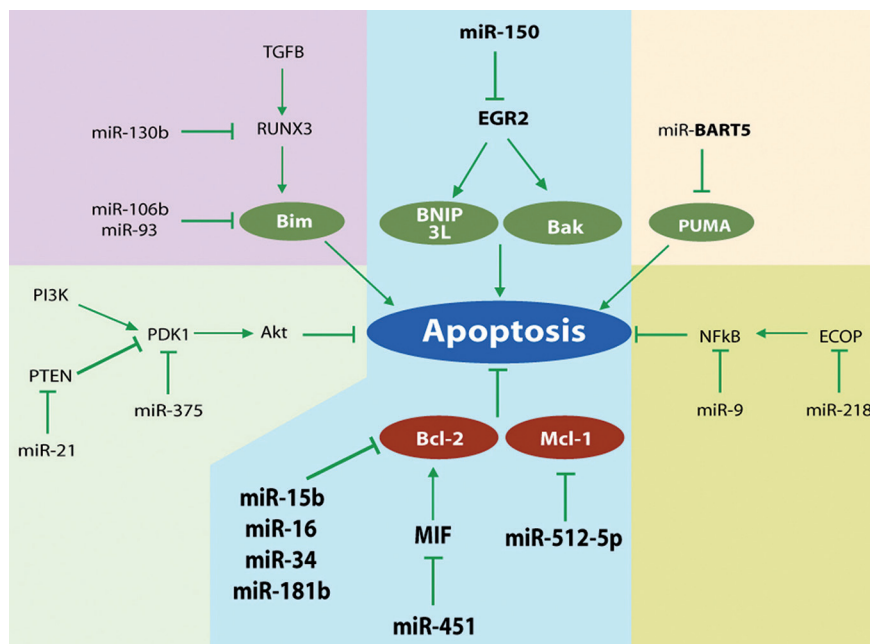 TGFB
miR-130b
RUNX3
miR-106b
miR-93
Bim
miR-150
EGR2
BNIP
3L
Bak
miR-BART5
PUMA
Apoptosis
PI3K
PDK1
Akt
PTEN
miR-375
miR-21
NFkB
ECOP
miR-9
miR-218
Bcl-2
Mcl-1
miR-15b
miR-16
miR-34
miR-181b
MIF
miR-451
miR-512-5p